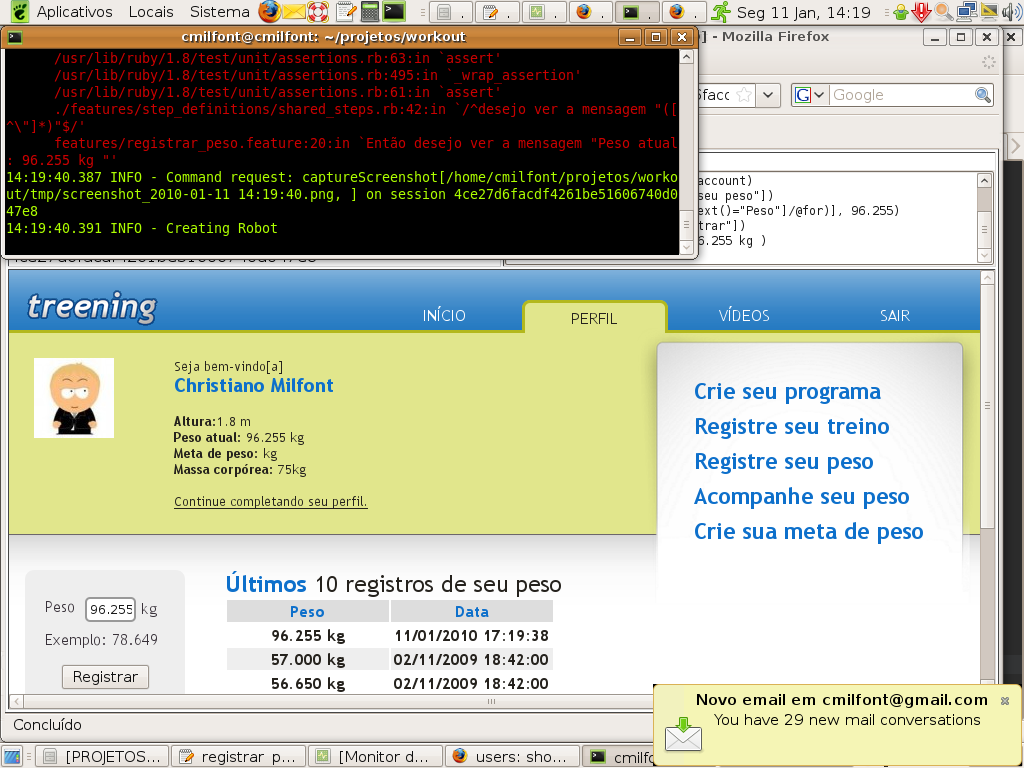 Aplicativos Locais Sistema
Seg 11 Jan, 14:19
cmilfont@cmilfont: ~/projetos/workout
] - Mozilla Firefox
/usr/lib/ruby/1.8/test/unit/assertions.rb:63:in `assert'
/usr/lib/ruby/1.8/test/unit/assertions.rb:495:in `_wrap_assertion'
/usr/lib/ruby/1.8/test/unit/assertions.rb:61:in `assert'
./features/step_definitions/shared_steps.rb:42:in `/^desejo ver a mensagem "([
^\"]*)"$/'
features/registrar_peso.feature:20:in `Então desejo ver a mensagem "Peso atual
: 96.255 kg "'
14:19:40.387 INFO - Command request: captureScreenshot[/home/cmilfont/projetos/worko
ut/tmp/screenshot_2010-01-11 14:19:40.png, ] on session 4ce27d6facdf4261be51606740d0
47e8
14:19:40.391 INFO - Creating Robot
Google
account)
seu peso"])
ext()="Peso"]/@for)], 96.255)
trar"])
6.255 kg )
treening
INÍCIO
PERFIL
VÍDEOS
SAIR
Seja bem-vindo[a]
Christiano Milfont
Altura:1.8 m
Peso atual: 96.255 kg
Meta de peso: kg
Massa corpórea: 75kg
Continue completando seu perfil.
Crie seu programa
Registre seu treino
Registre seu peso
Acompanhe seu peso
Crie sua meta de peso
Peso 96.255 kg
Exemplo: 78.649
Registrar
Últimos 10 registros de seu peso
Peso Data
96.255 kg 11/01/2010 17:19:38
57.000 kg 02/11/2009 18:42:00
56.650 kg 02/11/2009 18:42:00
Concluído
Novo email em cmilfont@gmail.com
You have 29 new mail conversations
[PROJETOS... registrar_p... [Monitor d... users: sho... cmilfo